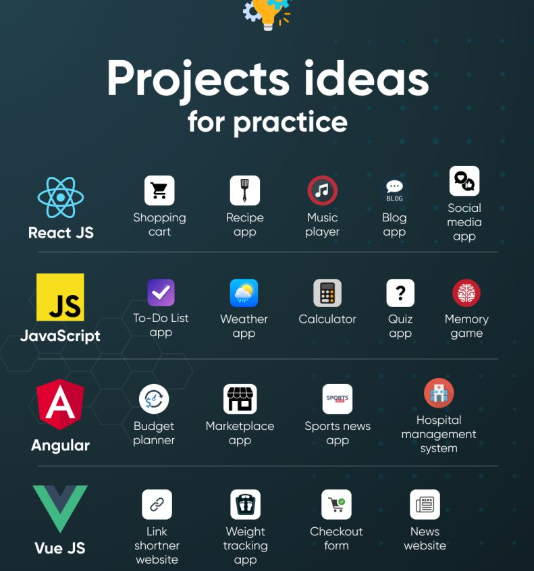 Projects ideas
for practice
React JS
Shopping
cart
Recipe
app
Music
player
BLOG
Blog
app
Social
media
app
JS
JavaScript
To-Do List
app
Weather
app
Calculator
?
Quiz
app
Memory
game
A
Angular
Budget
planner
Marketplace
app
SPORTS
Sports news
app
Hospital
management
system
Vue JS
Link
shortner
website
Weight
tracking
app
Checkout
form
NEWS
News
website